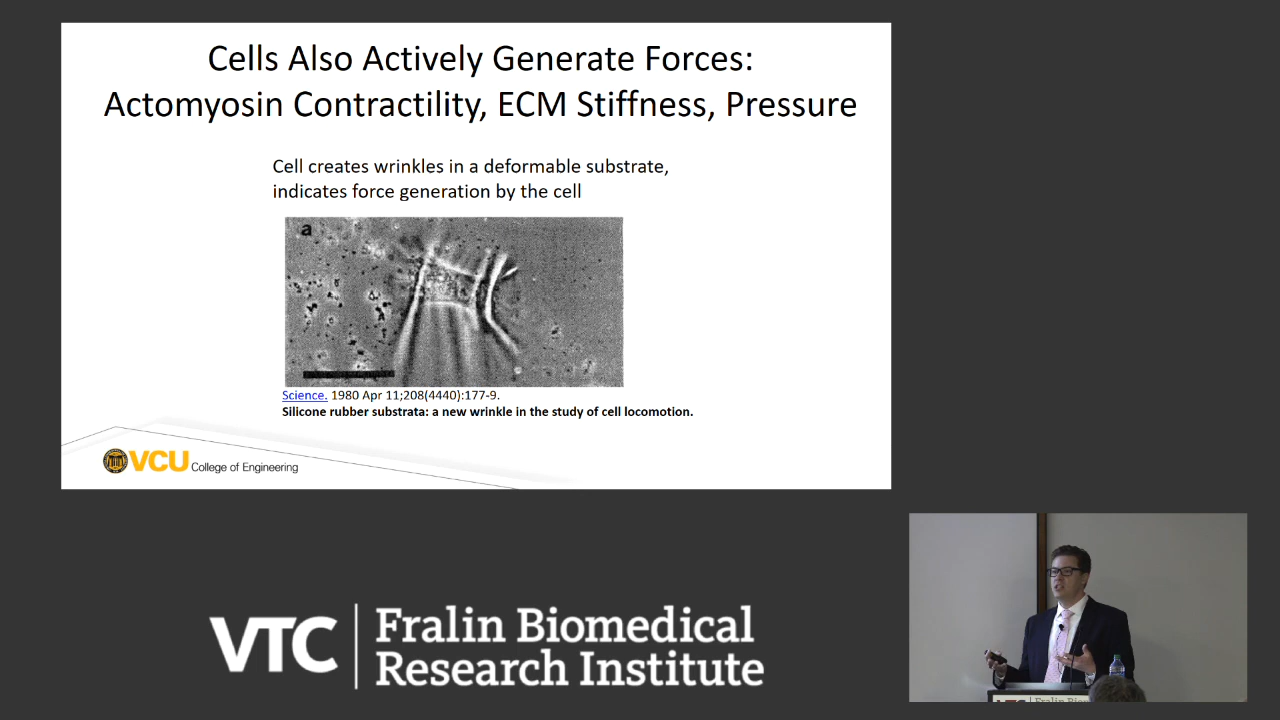 Cells Also Actively Generate Forces:
Actomyosin Contractility, ECM Stiffness, Pressure
Cell creates wrinkles in a deformable substrate,
indicates force generation by the cell
a
Science. 1980 Apr 11;208(4440):177-9.
Silicone rubber substrata: a new wrinkle in the study of cell locomotion.
VCU College of Engineering
VTC
Fralin Biomedical
Research Institute
Fralin